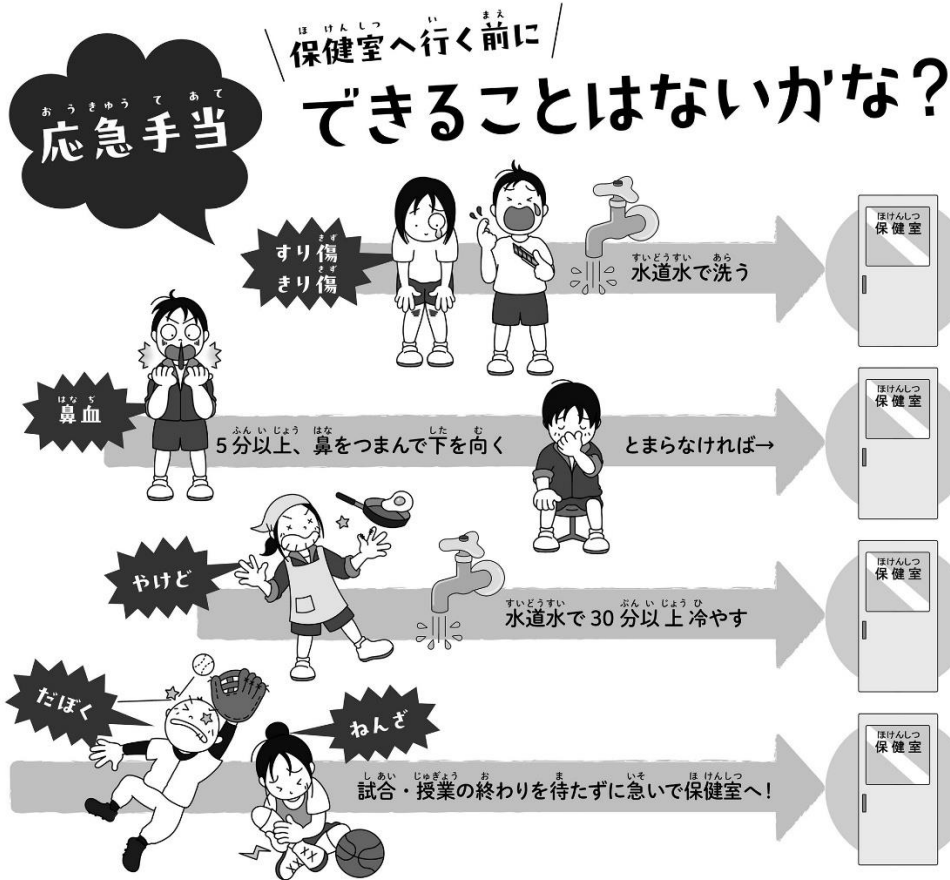 応急手当
保健室へ行く前に
できることはないかな?
すり傷
きり傷
水道水で洗う
保健室
鼻血
5分以上、鼻をつまんで下を向く
とまらなければ→
保健室
やけど
水道水で30分以上冷やす
保健室
だぼく
ねんざ
試合・授業の終わりを待たずに急いで保健室へ!
保健室